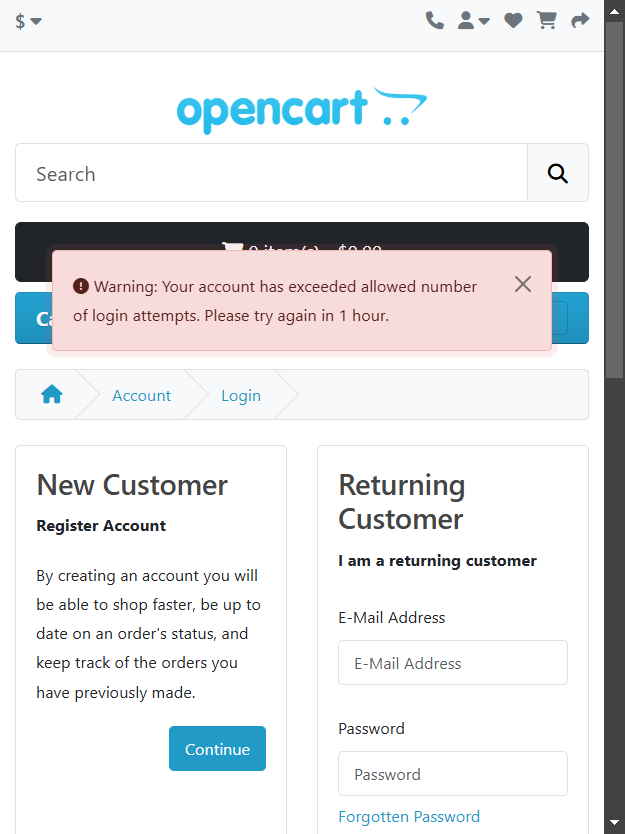 $
opencart
Search
Warning: Your account has exceeded allowed number
of login attempts. Please try again in 1 hour.
Account
Login
New Customer
Register Account
By creating an account you will
be able to shop faster, be up to
date on an order's status, and
keep track of the orders you
have previously made.
Continue
Returning
Customer
I am a returning customer
E-Mail Address
E-Mail Address
Password
Password
Forgotten Password